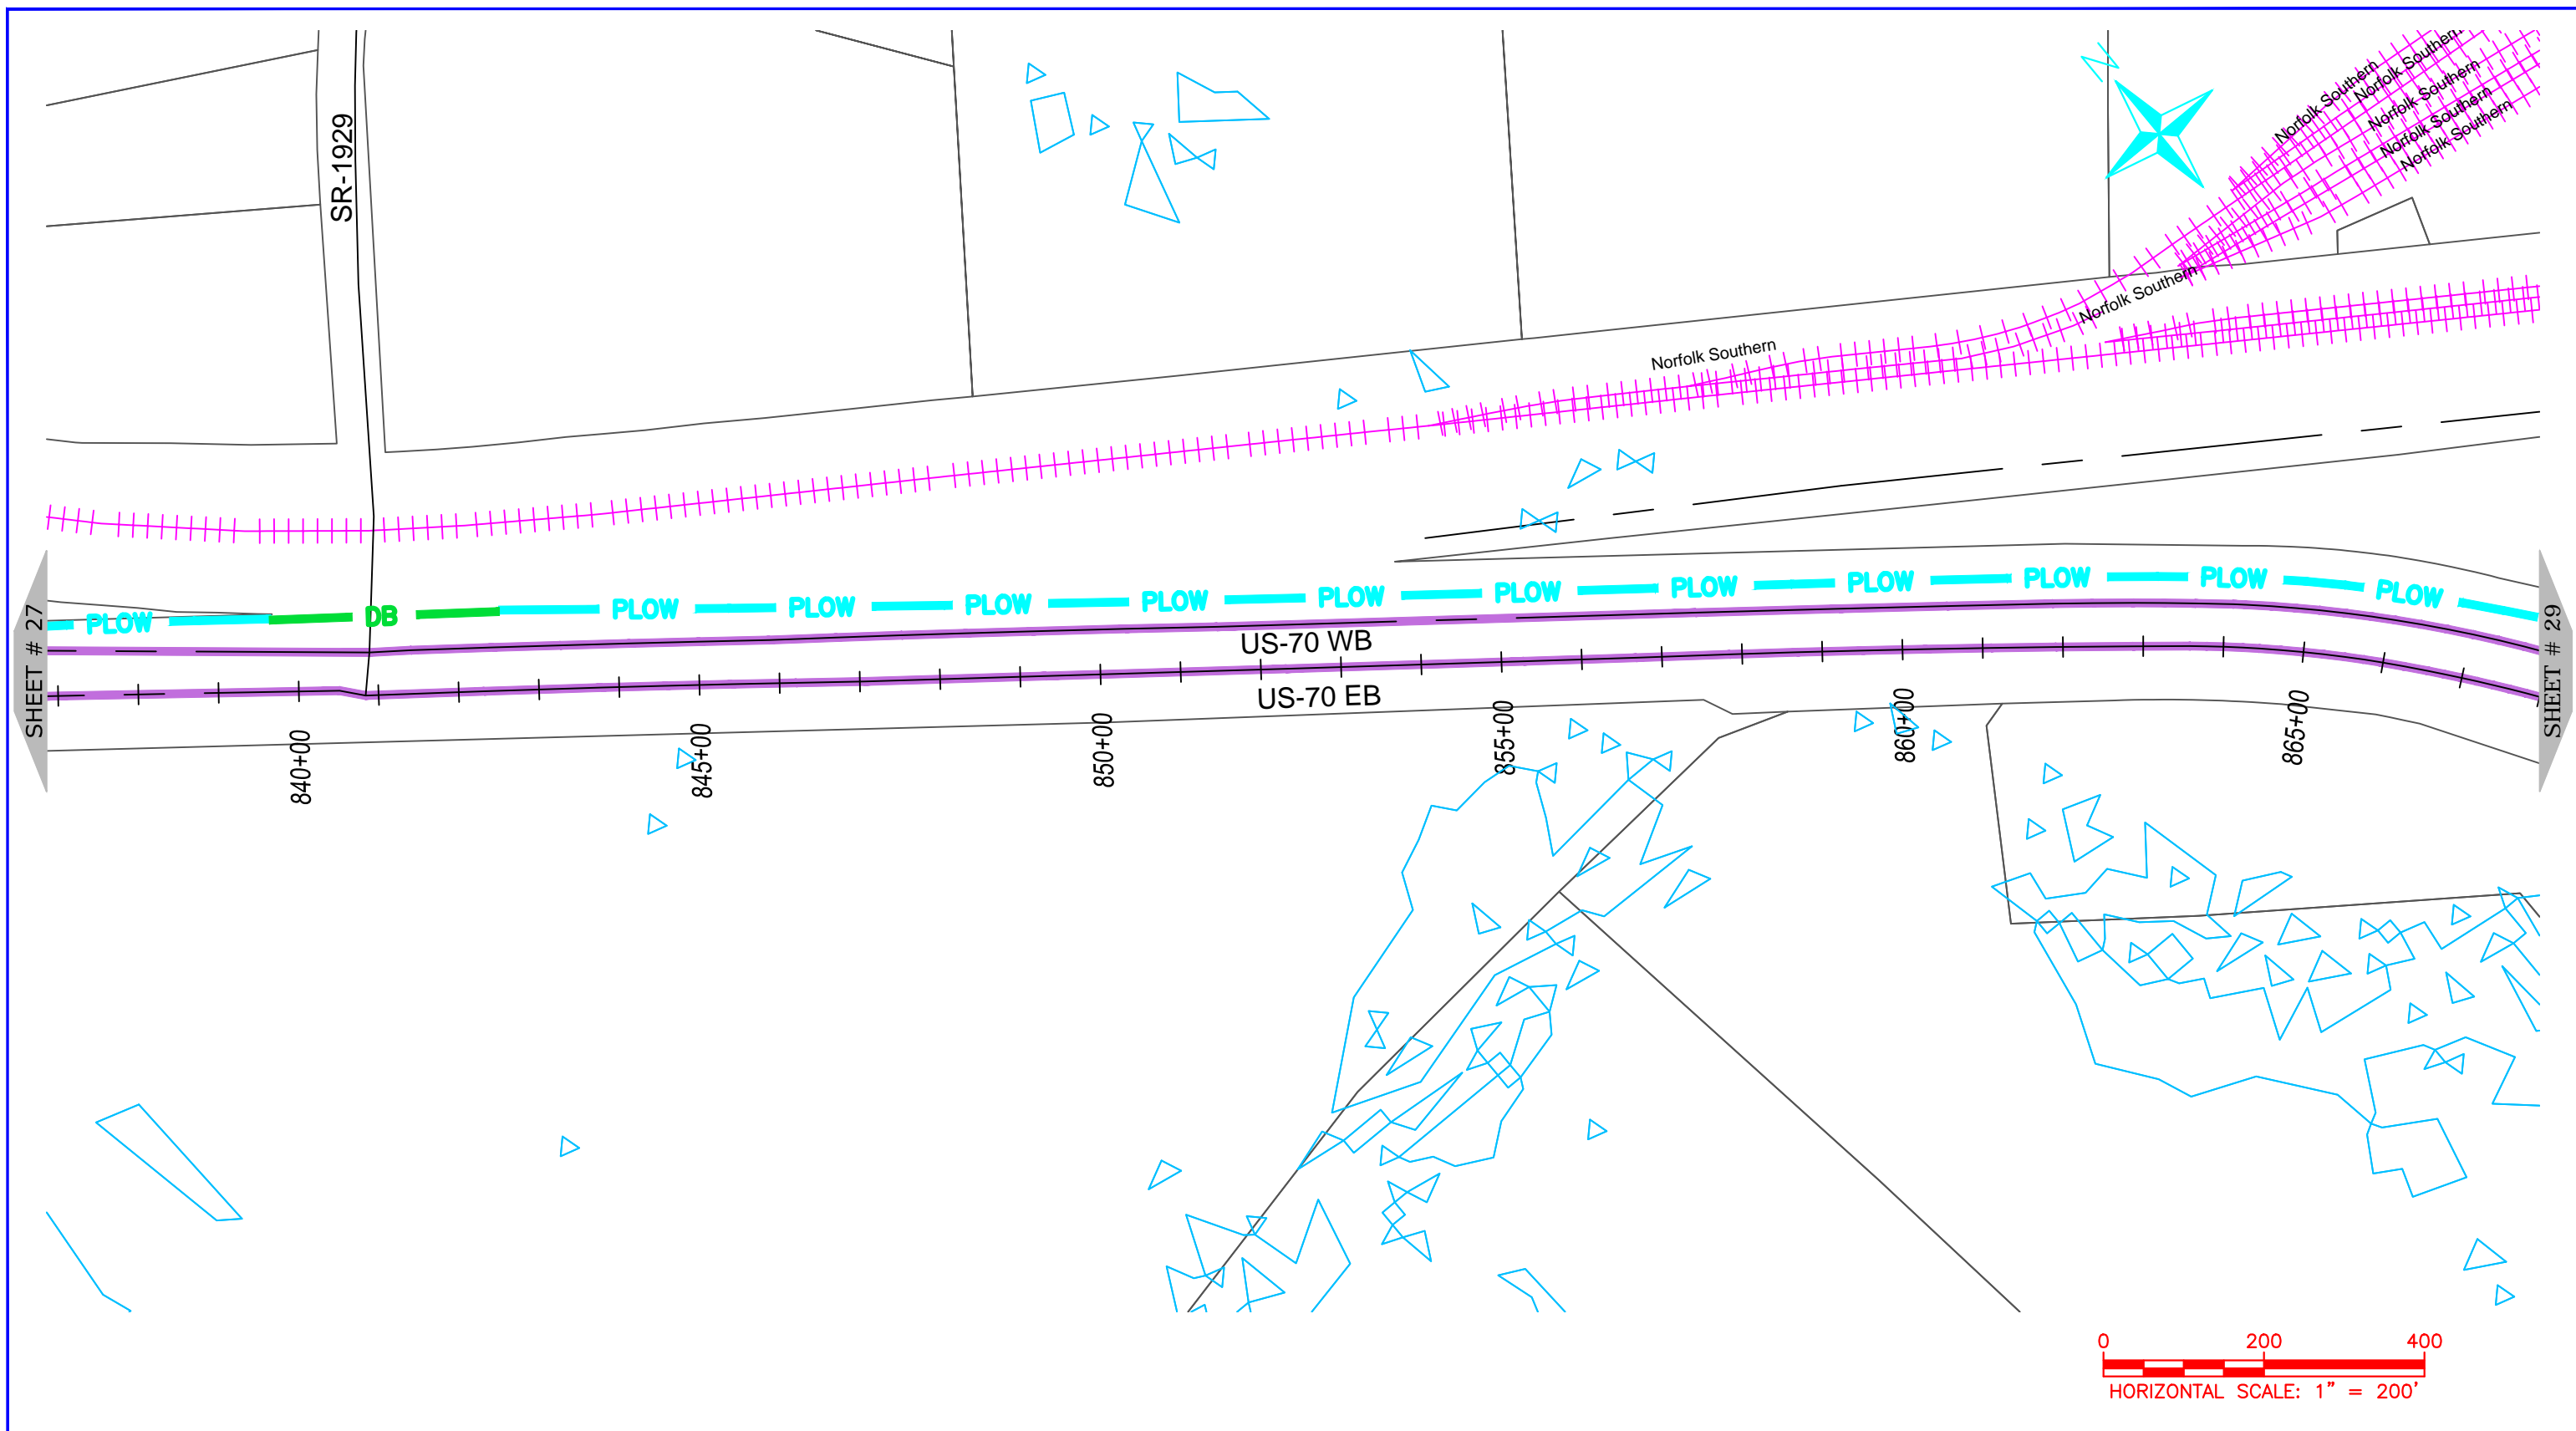 Norfolk Southern
Norfolk Southern
Norfolk Southern
Norfolk Southern
Norfolk Southern
SR-1929
Norfolk Southern
Norfolk Southern
SHEET # 27
PLOW
DB
PLOW
PLOW
PLOW
PLOW
PLOW
PLOW
PLOW
PLOW
PLOW
PLOW
PLOW
SHEET # 29
US-70 WB
US-70 EB
840+00
845+00
850+00
855+00
860+00
865+00
0 200 400
HORIZONTAL SCALE: 1" = 200'